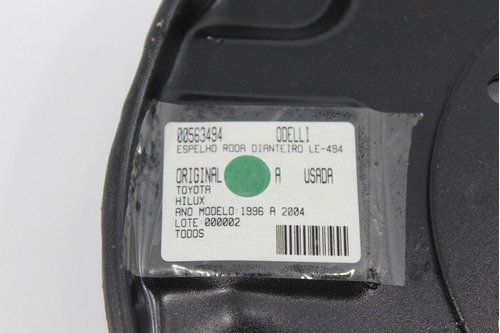 00563494 ODELLI
ESPELHO RODA DIANTEIRO LE-494
ORIGINAL A USADA
TOYOTA
HILUX
ANO MODELO 1996 A 2004
LOTE 000002
TODOS